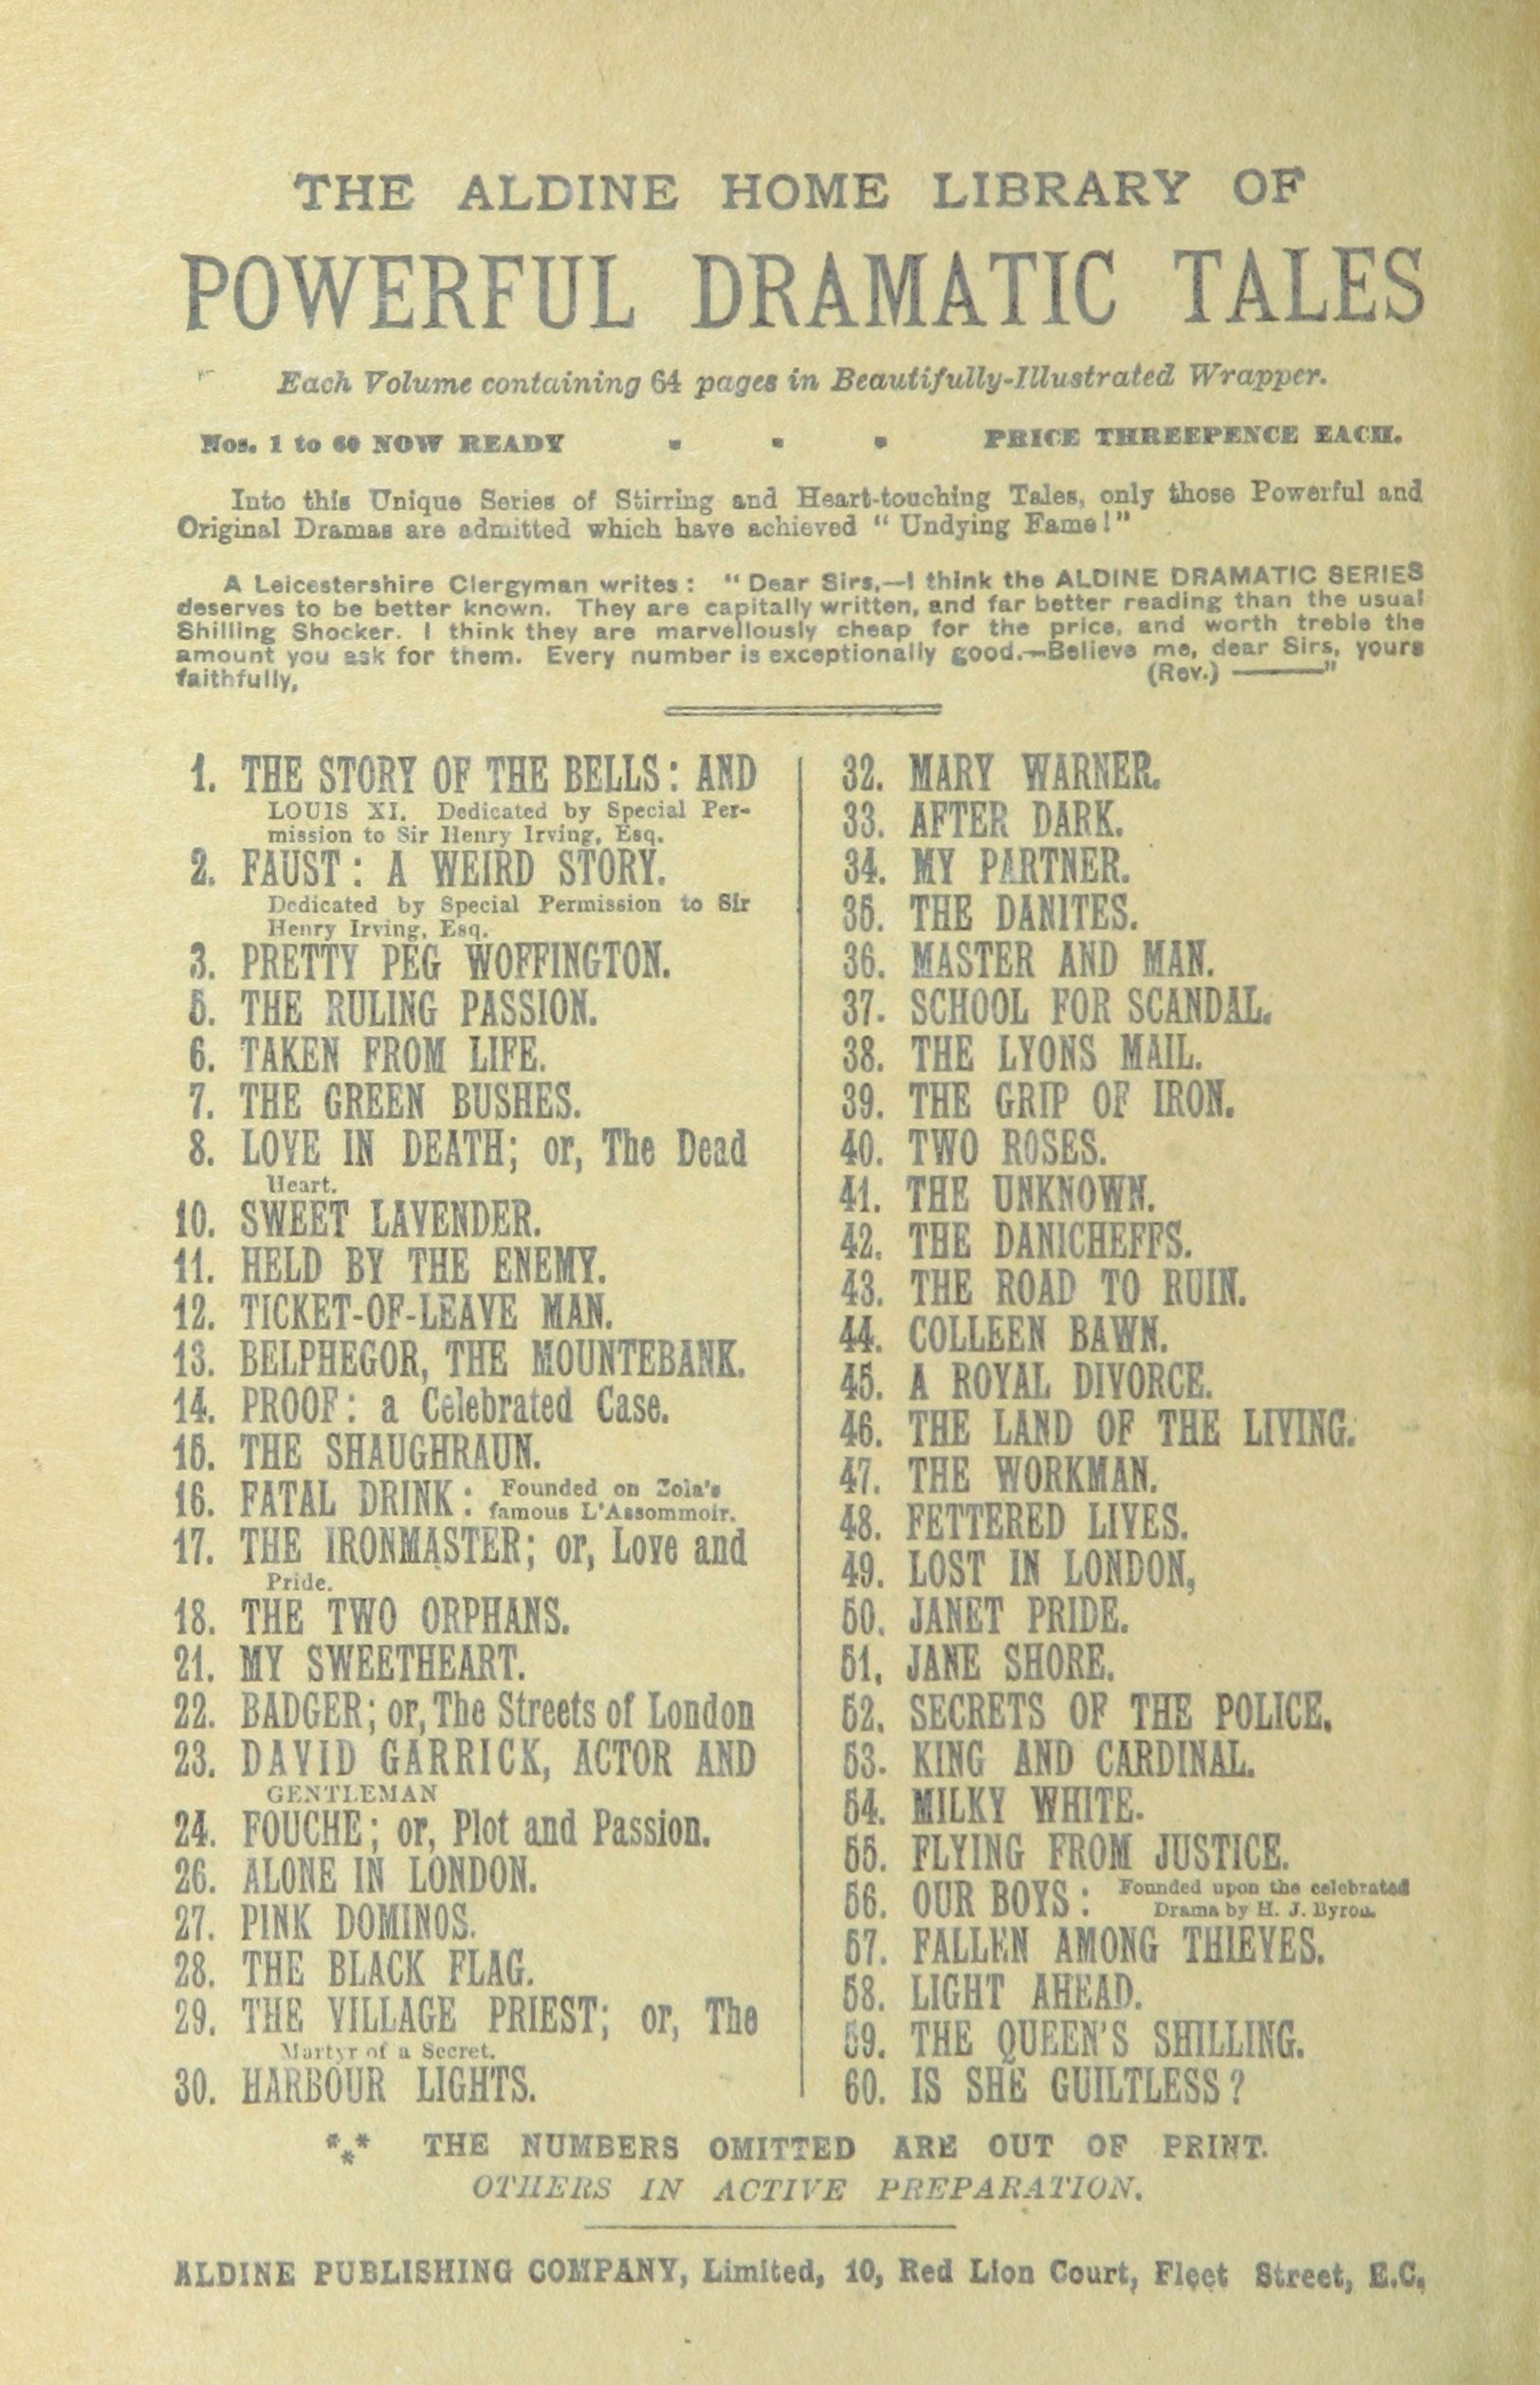 THE ALDINE HOME LIBRARY OF
POWERFUL DRAMATIC TALES
Each Volume containing 64 pages in Beautifully-Illustrated Wrapper.
Nos. 1 to 60 NOW READY . . . PRICE THREEPENCE EACH.
Into this Unique Series of Stirring and Heart-touching Tales, only those Powerful and
Original Dramas are admitted which have achieved "Undying Fame!"
A Leicestershire Clergyman writes: "Dear Sirs,—I think the ALDINE DRAMATIC SERIES
deserves to be better known. They are capitally written, and far better reading than the usual
Shilling Shocker. I think they are marvellously cheap for the price, and worth treble the
amount you ask for them. Every number is exceptionally good.—Believe me, dear Sirs, yours
faithfully, (Rev.) ———"
1. THE STORY OF THE BELLS: AND
LOUIS XI. Dedicated by Special Per-
mission to Sir Henry Irving, Esq.
2. FAUST: A WEIRD STORY.
Dedicated by Special Permission to Sir
Henry Irving, Esq.
3. PRETTY PEG WOFFINGTON.
5. THE RULING PASSION.
6. TAKEN FROM LIFE.
7. THE GREEN BUSHES.
8. LOVE IN DEATH; or, The Dead
Heart.
10. SWEET LAVENDER.
11. HELD BY THE ENEMY.
12. TICKET-OF-LEAVE MAN.
13. BELPHEGOR, THE MOUNTEBANK.
14. PROOF: a Celebrated Case.
15. THE SHAUGHRAUN.
16. FATAL DRINK: Founded on Zola's
famous L'Assommoir.
17. THE IRONMASTER; or, Love and
Pride.
18. THE TWO ORPHANS.
21. MY SWEETHEART.
22. BADGER; or, The Streets of London
23. DAVID GARRICK, ACTOR AND
GENTLEMAN
24. FOUCHE; or, Plot and Passion.
26. ALONE IN LONDON.
27. PINK DOMINOS.
28. THE BLACK FLAG.
29. THE VILLAGE PRIEST; or, The
Martyr of a Secret.
30. HARBOUR LIGHTS.
32. MARY WARNER.
33. AFTER DARK.
34. MY PARTNER.
35. THE DANITES.
36. MASTER AND MAN.
37. SCHOOL FOR SCANDAL.
38. THE LYONS MAIL.
39. THE GRIP OF IRON.
40. TWO ROSES.
41. THE UNKNOWN.
42. THE DANICHEFFS.
43. THE ROAD TO RUIN.
44. COLLEEN BAWN.
45. A ROYAL DIVORCE.
46. THE LAND OF THE LIVING.
47. THE WORKMAN.
48. FETTERED LIVES.
49. LOST IN LONDON,
50. JANET PRIDE.
51. JANE SHORE.
52. SECRETS OF THE POLICE.
53. KING AND CARDINAL.
54. MILKY WHITE.
55. FLYING FROM JUSTICE.
56. OUR BOYS: Founded upon the celebrated
Drama by H. J. Byron.
57. FALLEN AMONG THIEVES.
58. LIGHT AHEAD.
59. THE QUEEN'S SHILLING.
60. IS SHE GUILTLESS?
*** THE NUMBERS OMITTED ARE OUT OF PRINT.
OTHERS IN ACTIVE PREPARATION.
ALDINE PUBLISHING COMPANY, Limited, 10, Red Lion Court, Fleet Street, E.C.